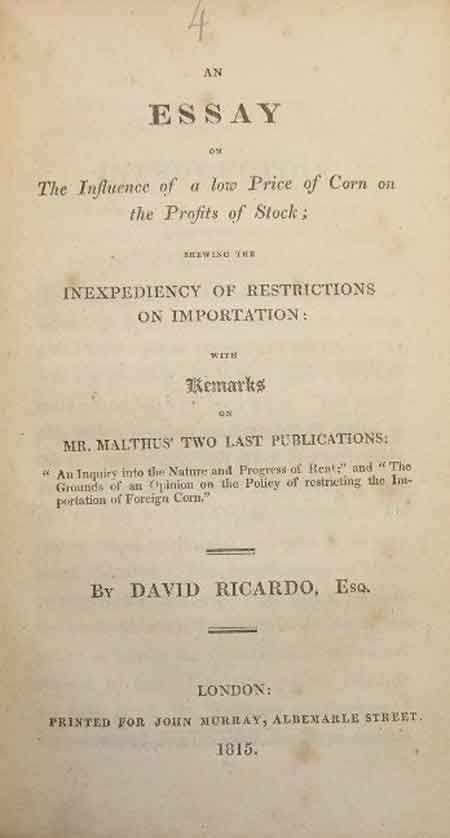 4
AN
ESSAY
ON
The Influence of a low Price of Corn on
the Profits of Stock;
SHEWING THE
INEXPEDIENCY OF RESTRICTIONS
ON IMPORTATION:
WITH
Remarks
ON
MR. MALTHUS' TWO LAST PUBLICATIONS:
“ An Inquiry into the Nature and Progress of Rent;” and “ The
Grounds of an Opinion on the Policy of restricting the Im-
portation of Foreign Corn.”
BY DAVID RICARDO, ESQ.
LONDON:
PRINTED FOR JOHN MURRAY, ALBEMARLE STREET.
1815.